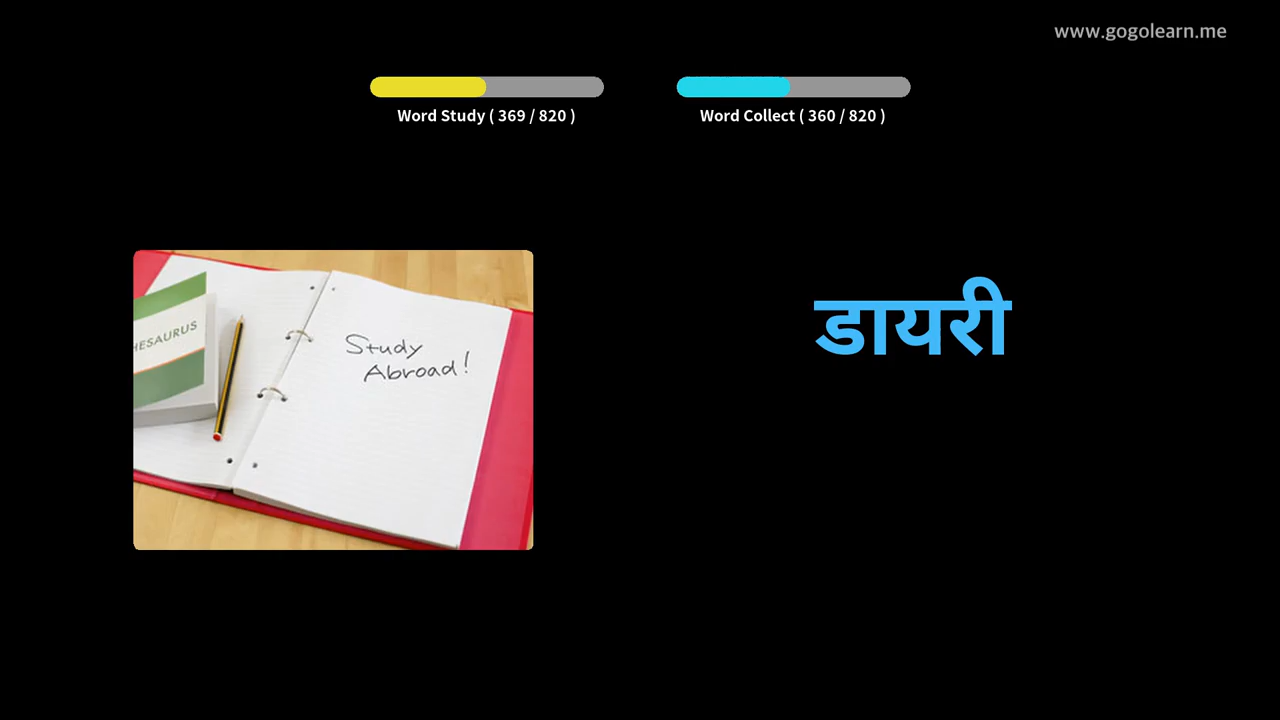 www.gogolearn.me
Word Study ( 369 / 820 )
Word Collect ( 360 / 820 )
HESAURUS
Study
Abroad!
डायरी